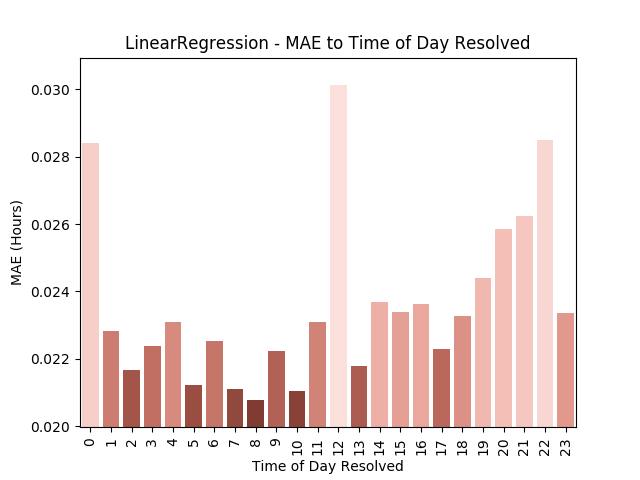 LinearRegression - MAE to Time of Day Resolved
0.030
0.028
0.026
0.024
0.022
0.020
MAE (Hours)
0 1 2 3 4 5 6 7 8 9 10 11 12 13 14 15 16 17 18 19 20 21 22 23
Time of Day Resolved